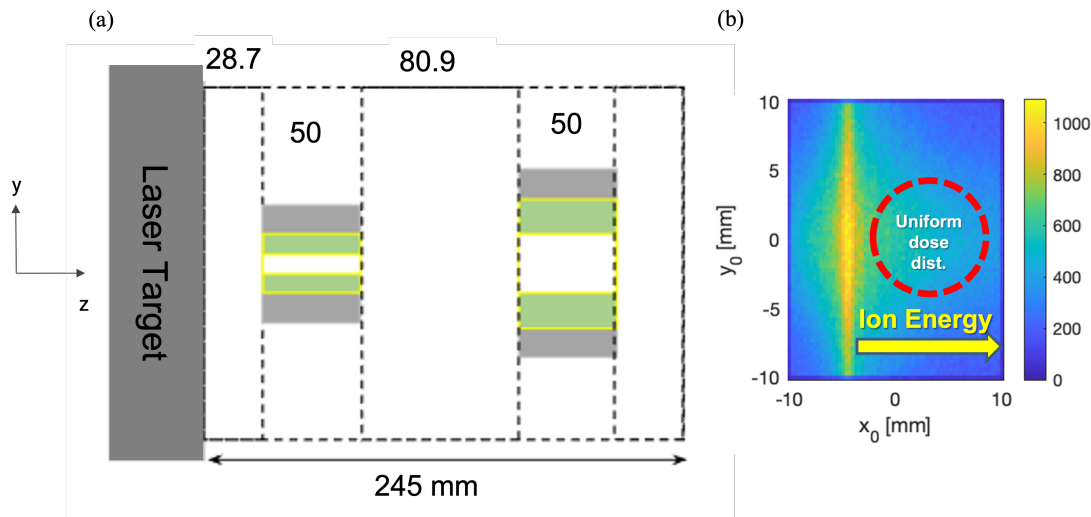 (a)
28.7
80.9
50
50
y
z
Laser Target
245 mm
(b)
10
5
0
-5
-10
y₀ [mm]
-10
0
10
x₀ [mm]
Uniform
dose
dist.
Ion Energy
1000
800
600
400
200
0